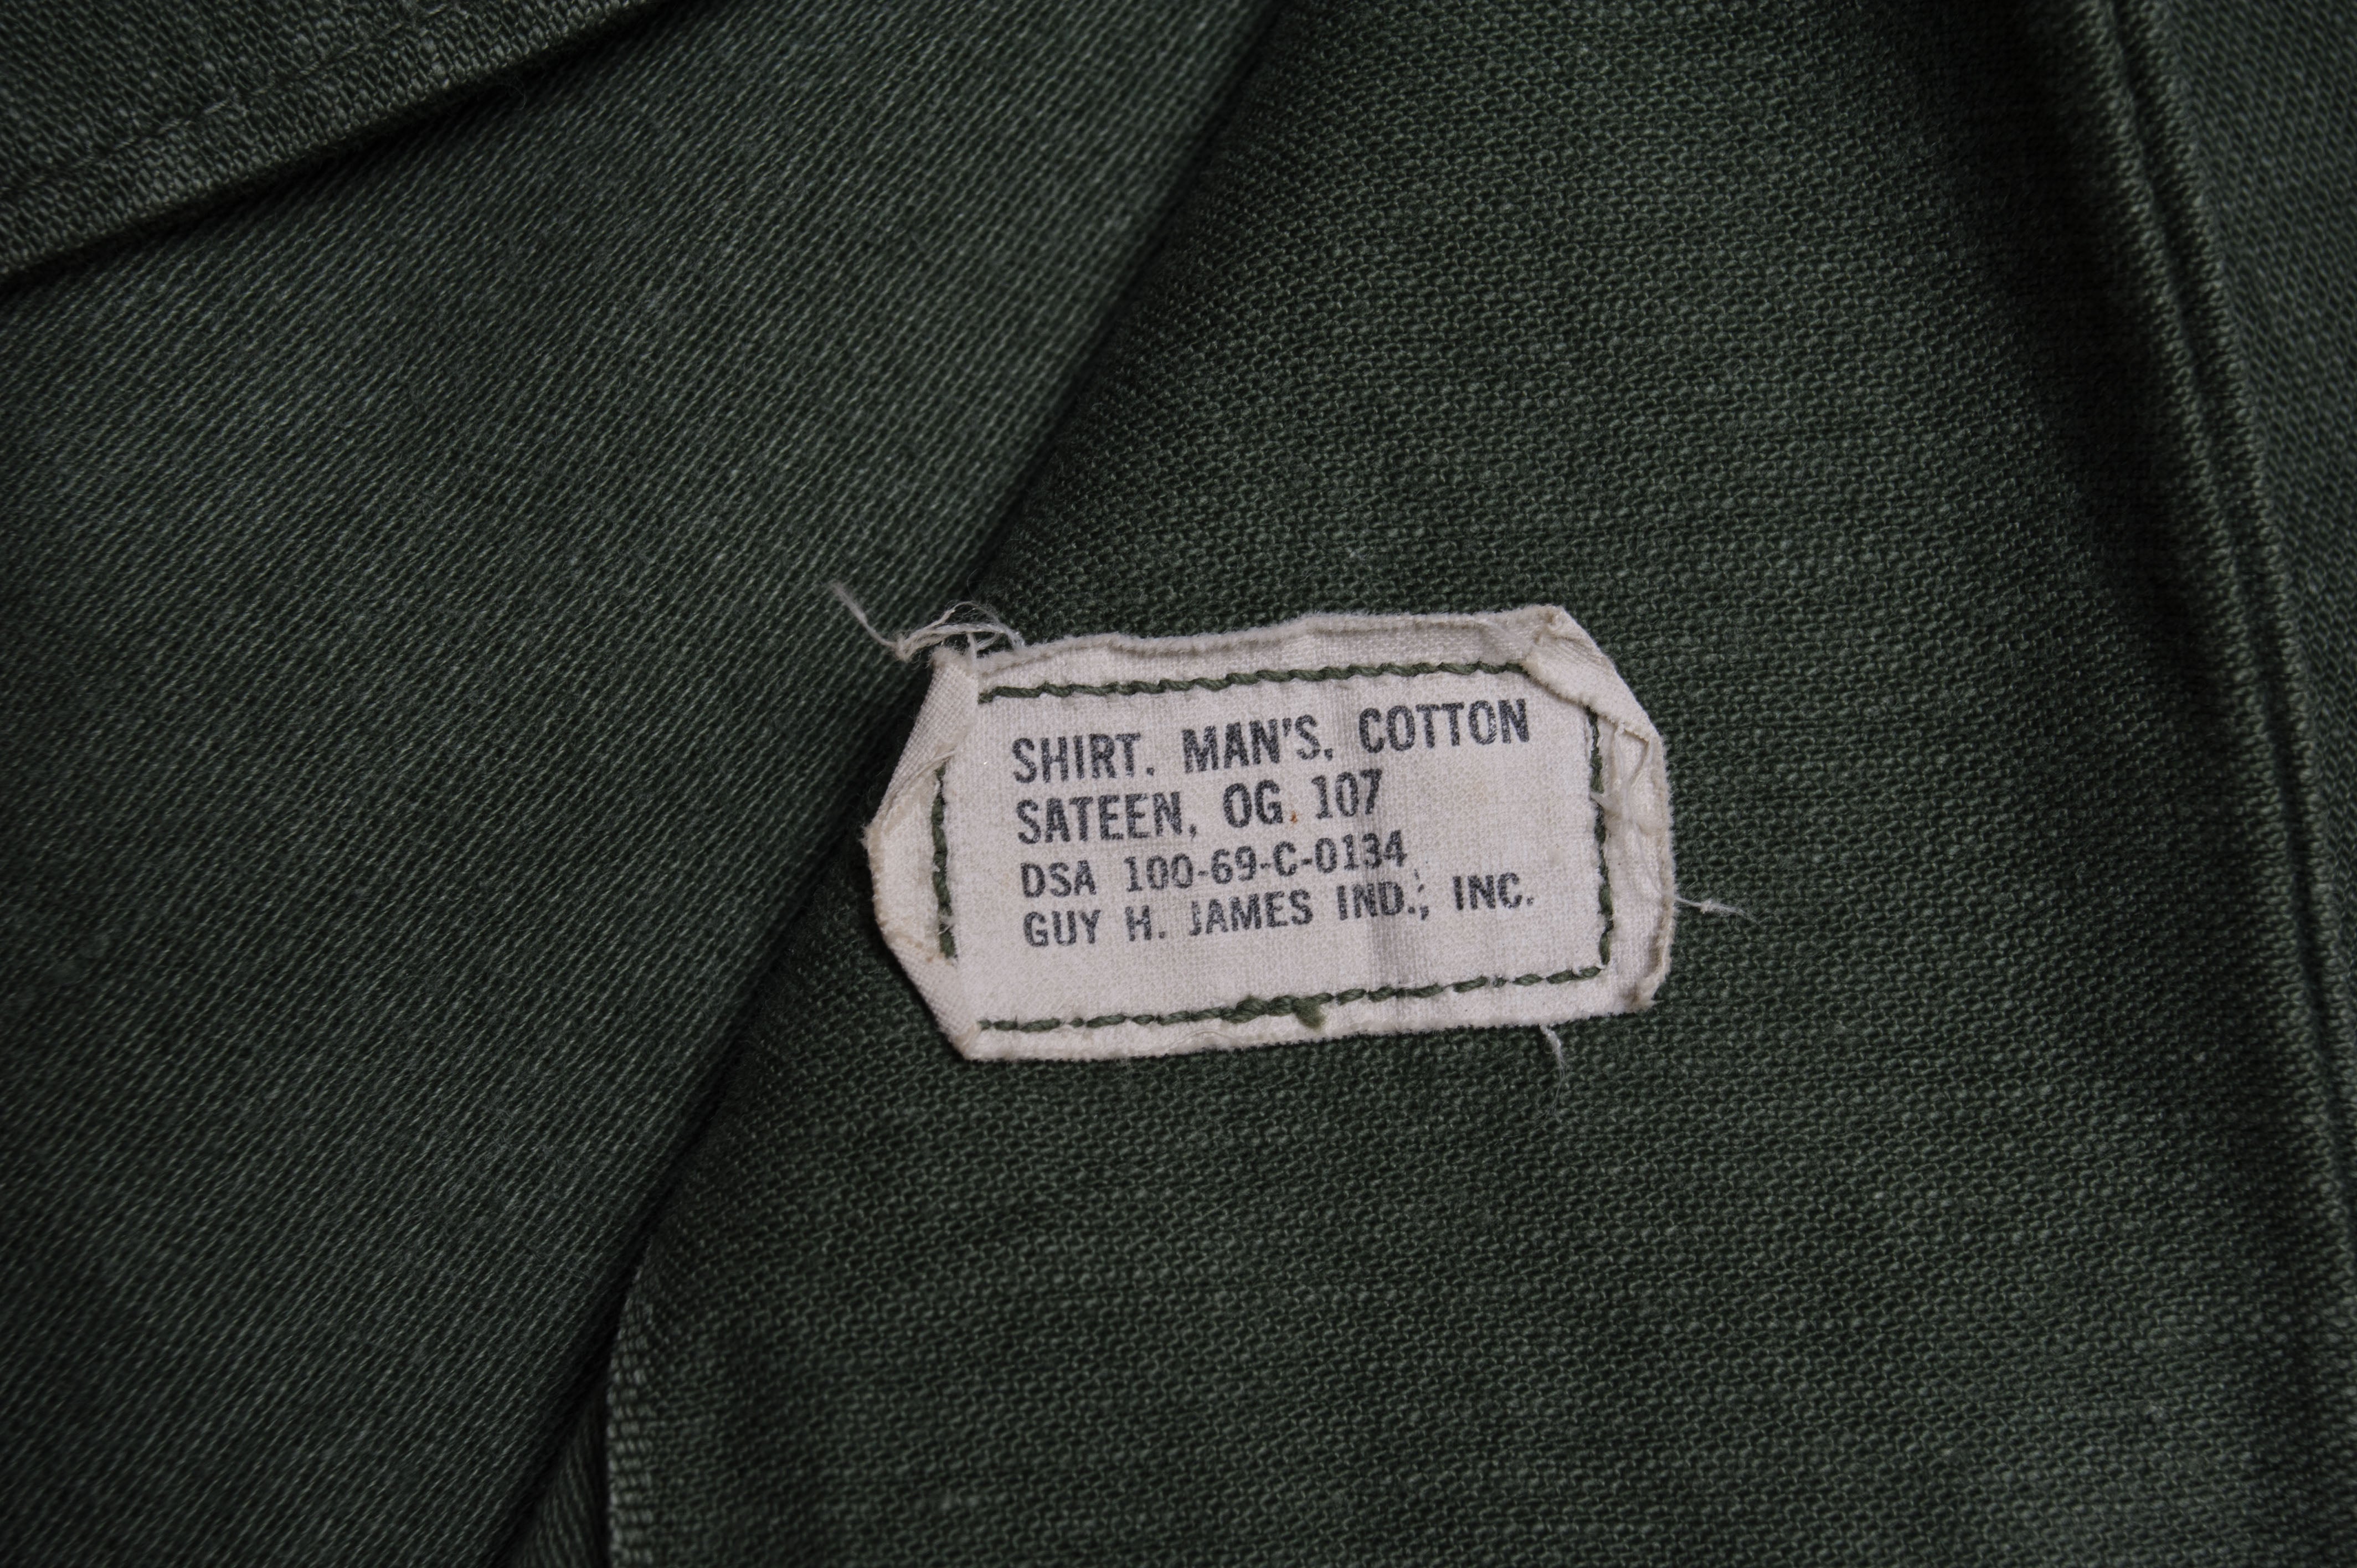 SHIRT, MAN'S, COTTON
SATEEN, OG 107
DSA 100-69-C-0134
GUY H. JAMES IND., INC.